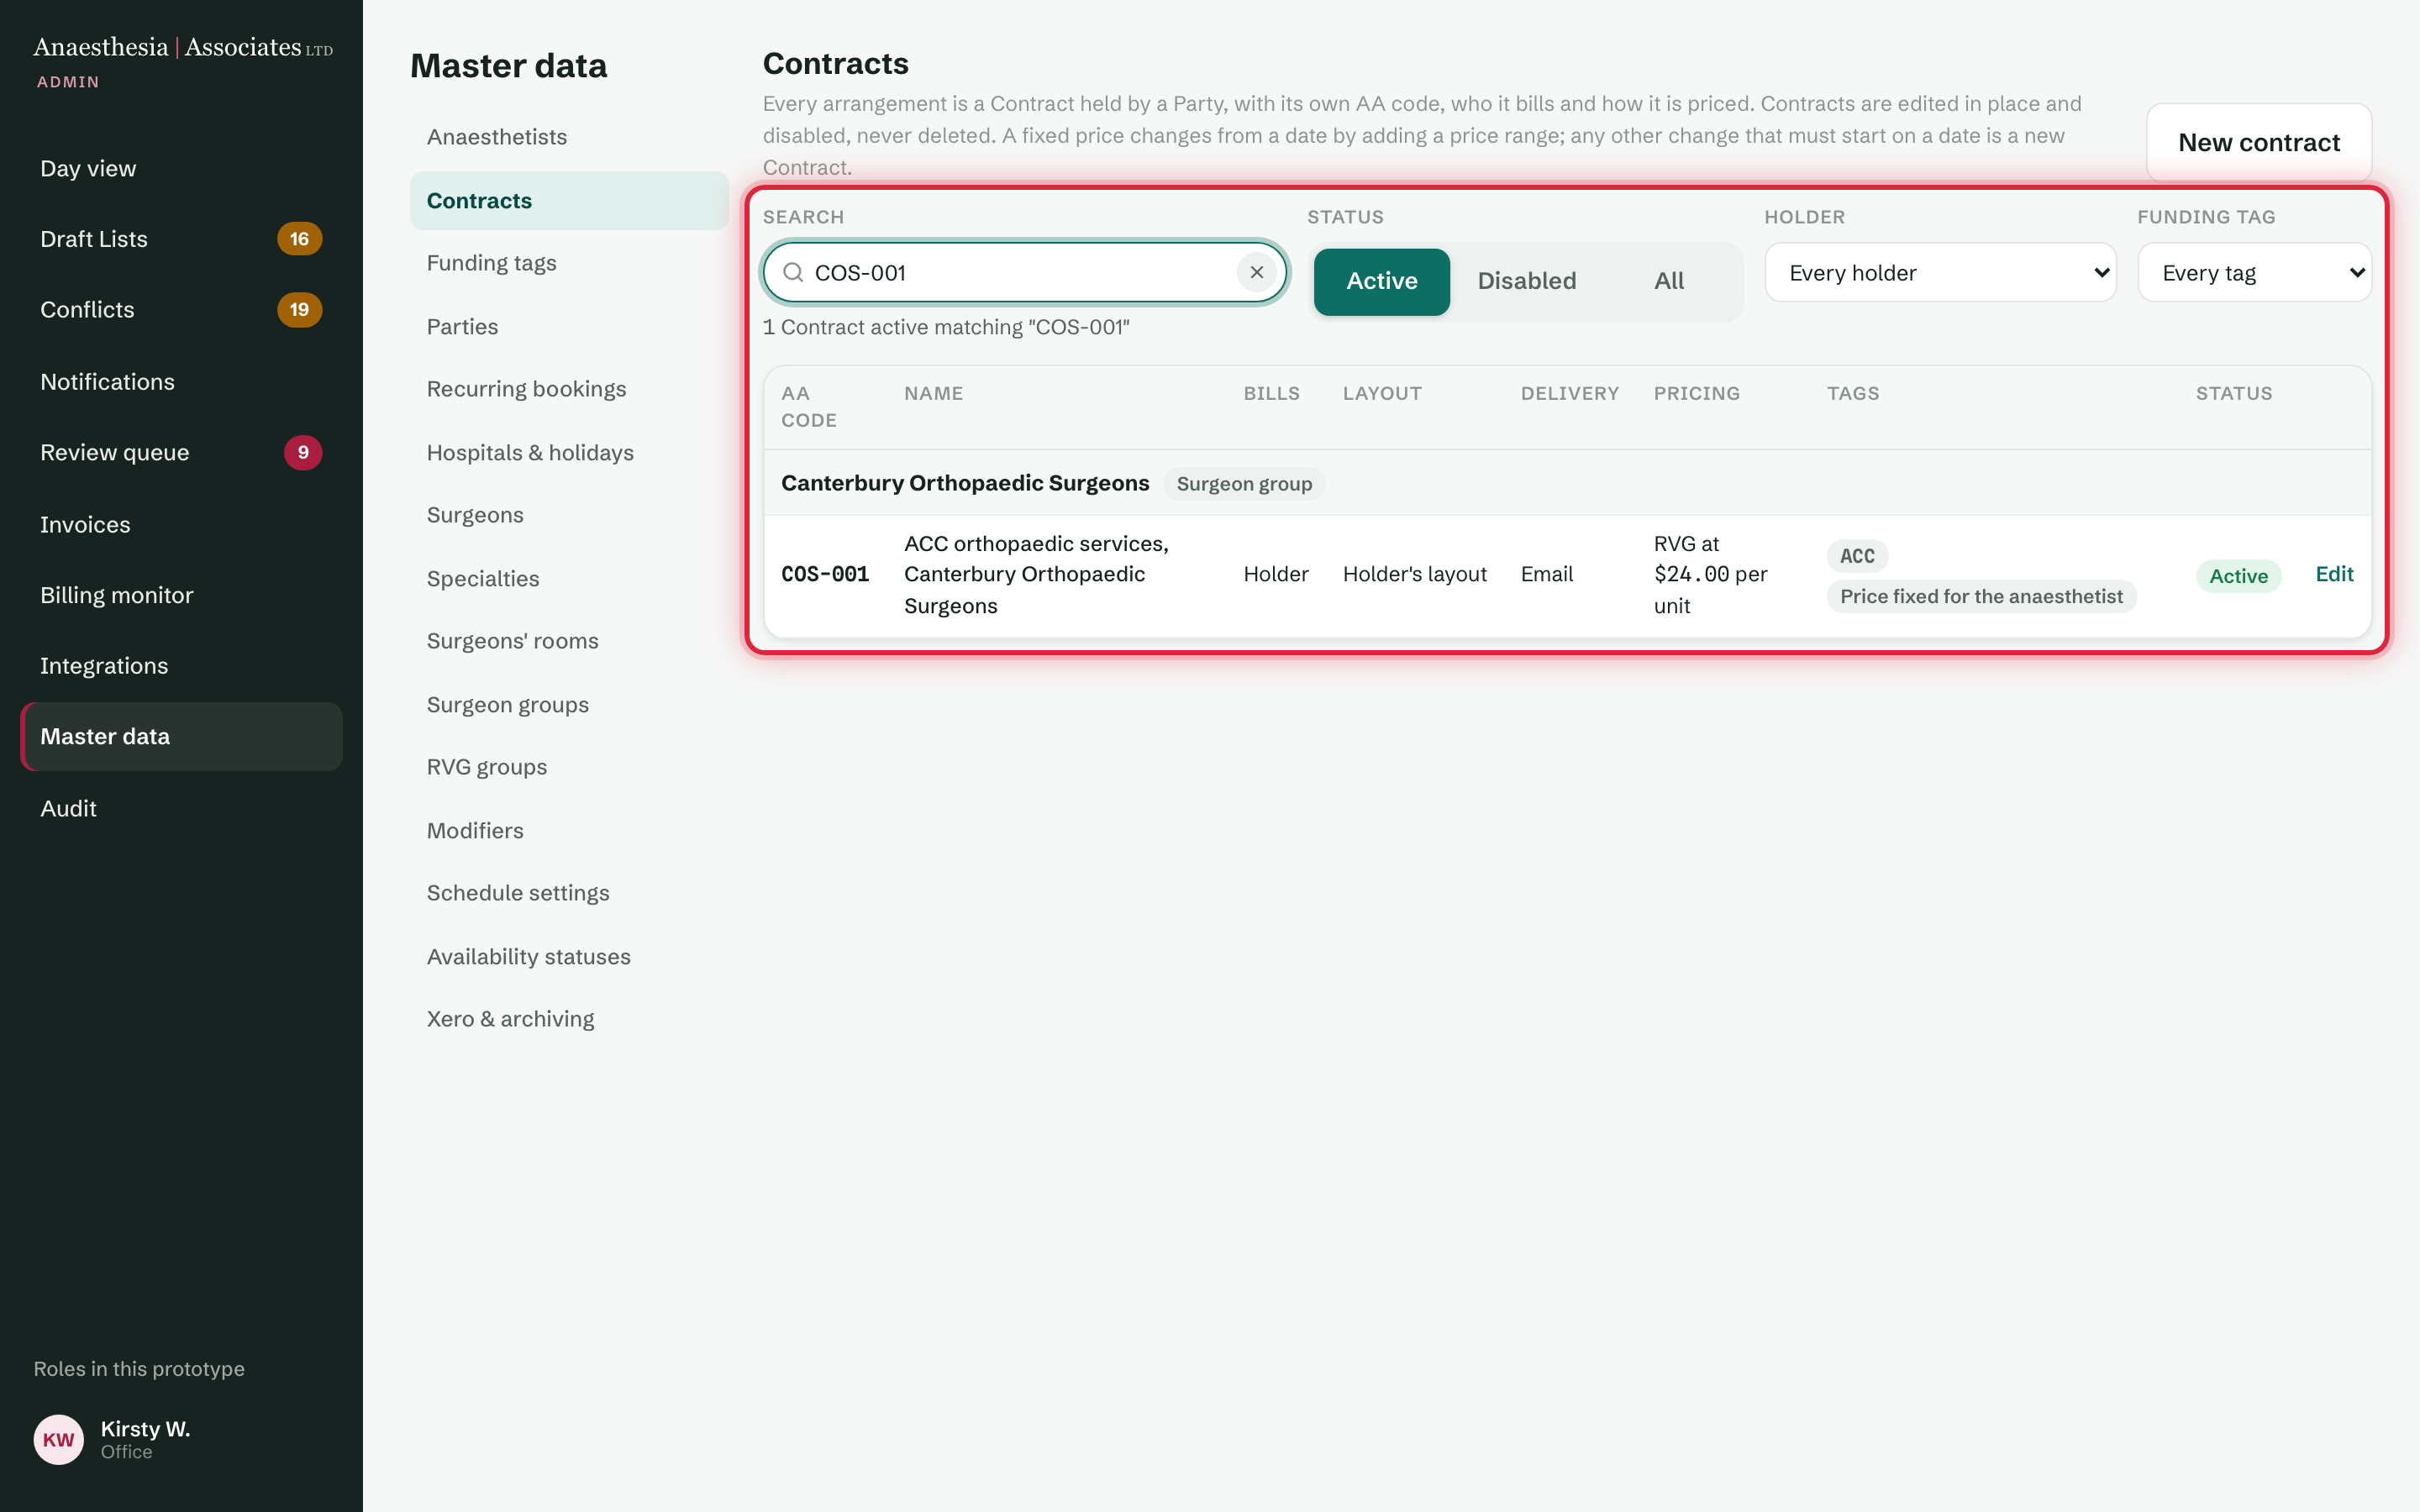 Anaesthesia | Associates LTD
ADMIN
Day view
Draft Lists 16
Conflicts 19
Notifications
Review queue 9
Invoices
Billing monitor
Integrations
Master data
Audit
Roles in this prototype
KW
Kirsty W.
Office
Master data
Anaesthetists
Contracts
Funding tags
Parties
Recurring bookings
Hospitals & holidays
Surgeons
Specialties
Surgeons' rooms
Surgeon groups
RVG groups
Modifiers
Schedule settings
Availability statuses
Xero & archiving
Contracts
Every arrangement is a Contract held by a Party, with its own AA code, who it bills and how it is priced. Contracts are edited in place and
disabled, never deleted. A fixed price changes from a date by adding a price range; any other change that must start on a date is a new
Contract.
New contract
SEARCH STATUS HOLDER FUNDING TAG
COS-001 Active Disabled All Every holder Every tag
1 Contract active matching "COS-001"
AA CODE NAME BILLS LAYOUT DELIVERY PRICING TAGS STATUS
Canterbury Orthopaedic Surgeons Surgeon group
COS-001
ACC orthopaedic services,
Canterbury Orthopaedic
Surgeons
Holder
Holder's layout
Email
RVG at
$24.00 per
unit
ACC
Price fixed for the anaesthetist
Active
Edit